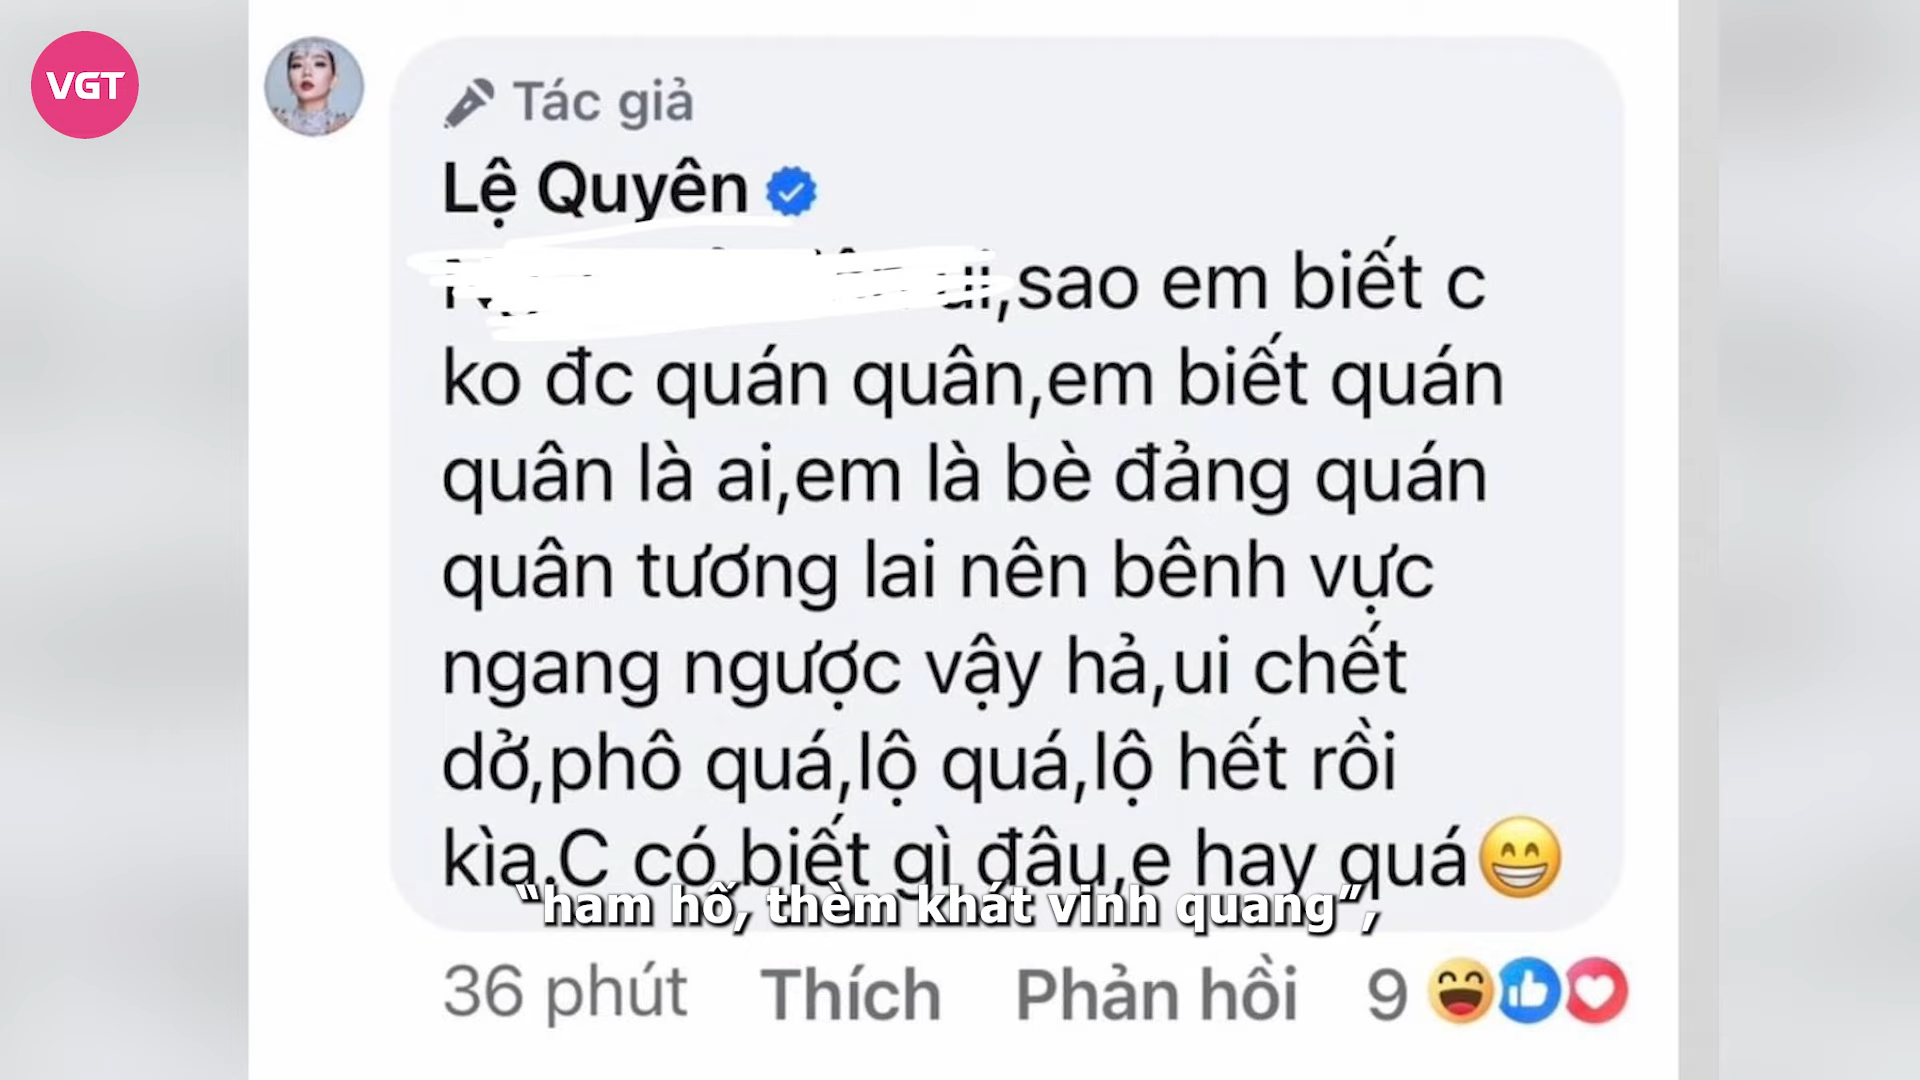 VGT
Tác giả
Lệ Quyên
,sao em biết c
ko đc quán quân,em biết quán
quân là ai,em là bè đảng quán
quân tương lai nên bênh vực
ngang ngược vậy hả,ui chết
dở,phô quá,lộ quá,lộ hết rồi
kìa.C có biết gì đâu,e hay quá
“ham hố, thèm khát vinh quang”,
36 phút Thích Phản hồi 9